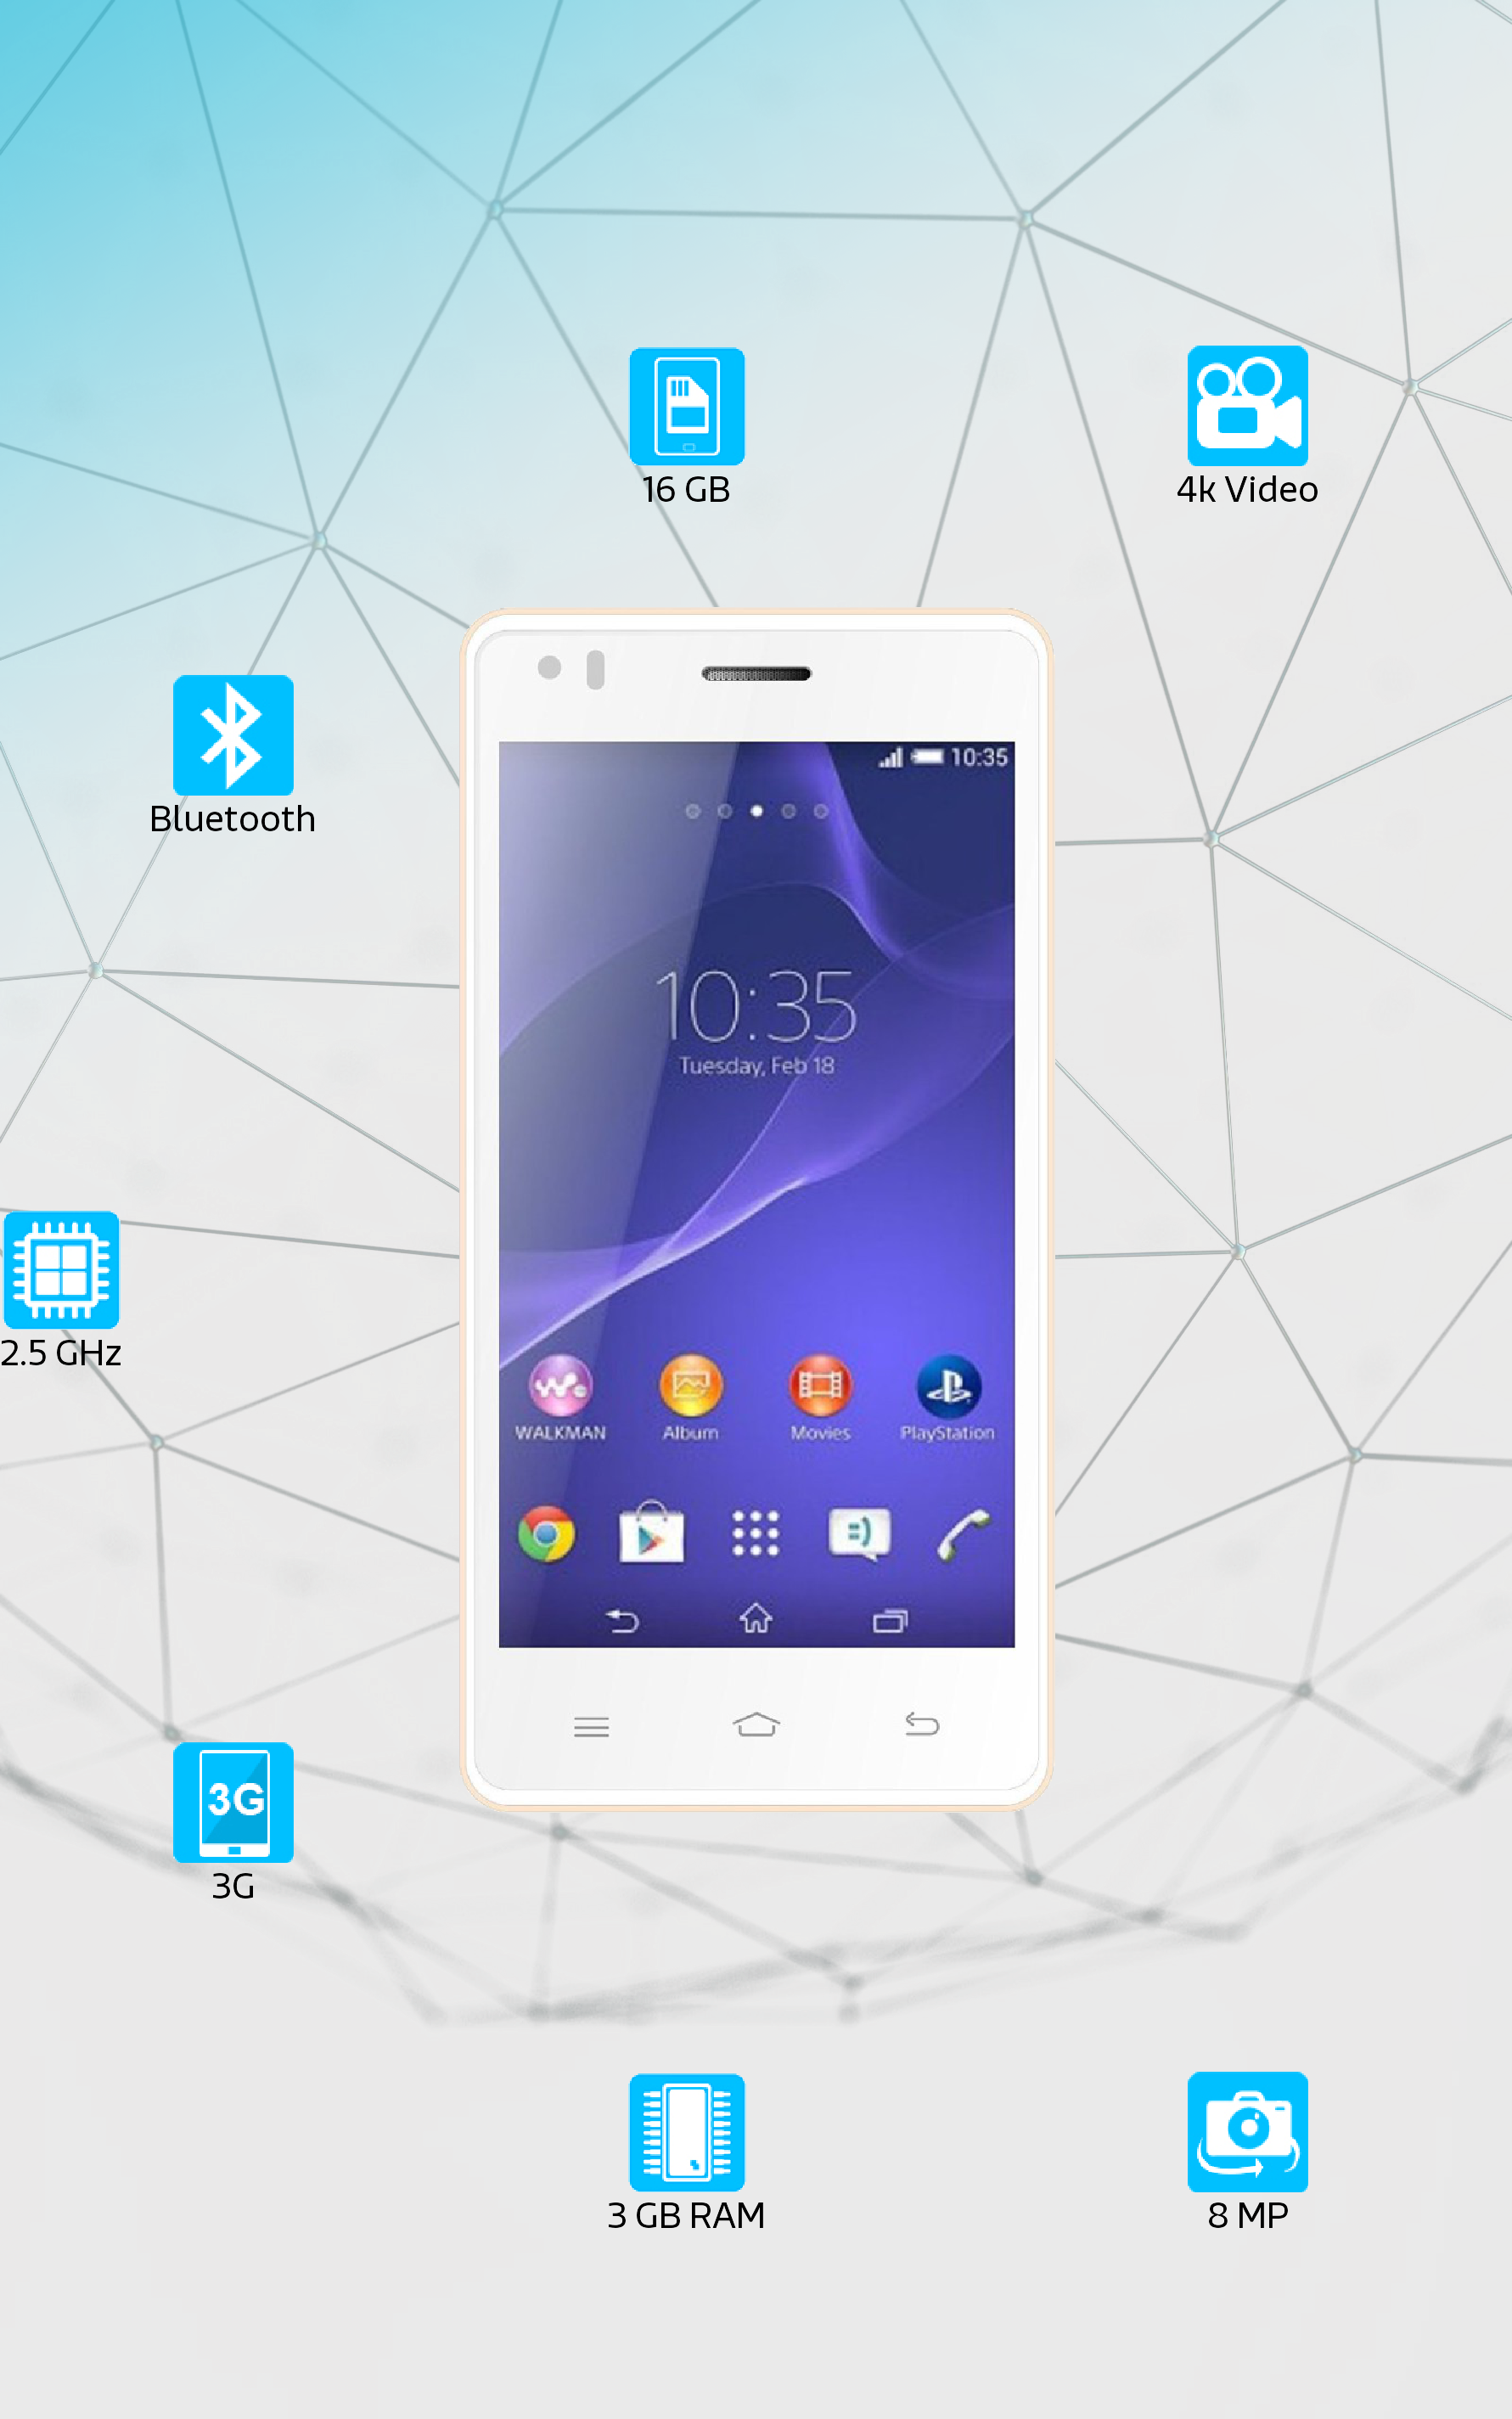 16 GB
4k Video
Bluetooth
10:35
10:35
Tuesday, Feb 18
2.5 GHz
WALKMAN
Album
Movies
PlayStation
3G
3G
3 GB RAM
8 MP